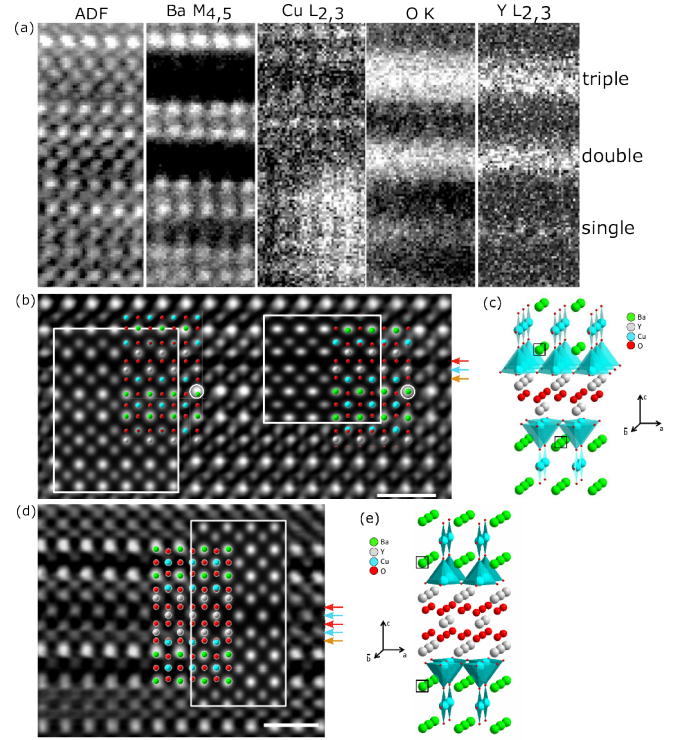 ADF Ba M4,5 Cu L2,3 O K Y L2,3
(a)
triple
double
single
(b)
(c)
Ba
Y
Cu
O
c
b
a
(d)
(e)
Ba
Y
Cu
O
c
b
a